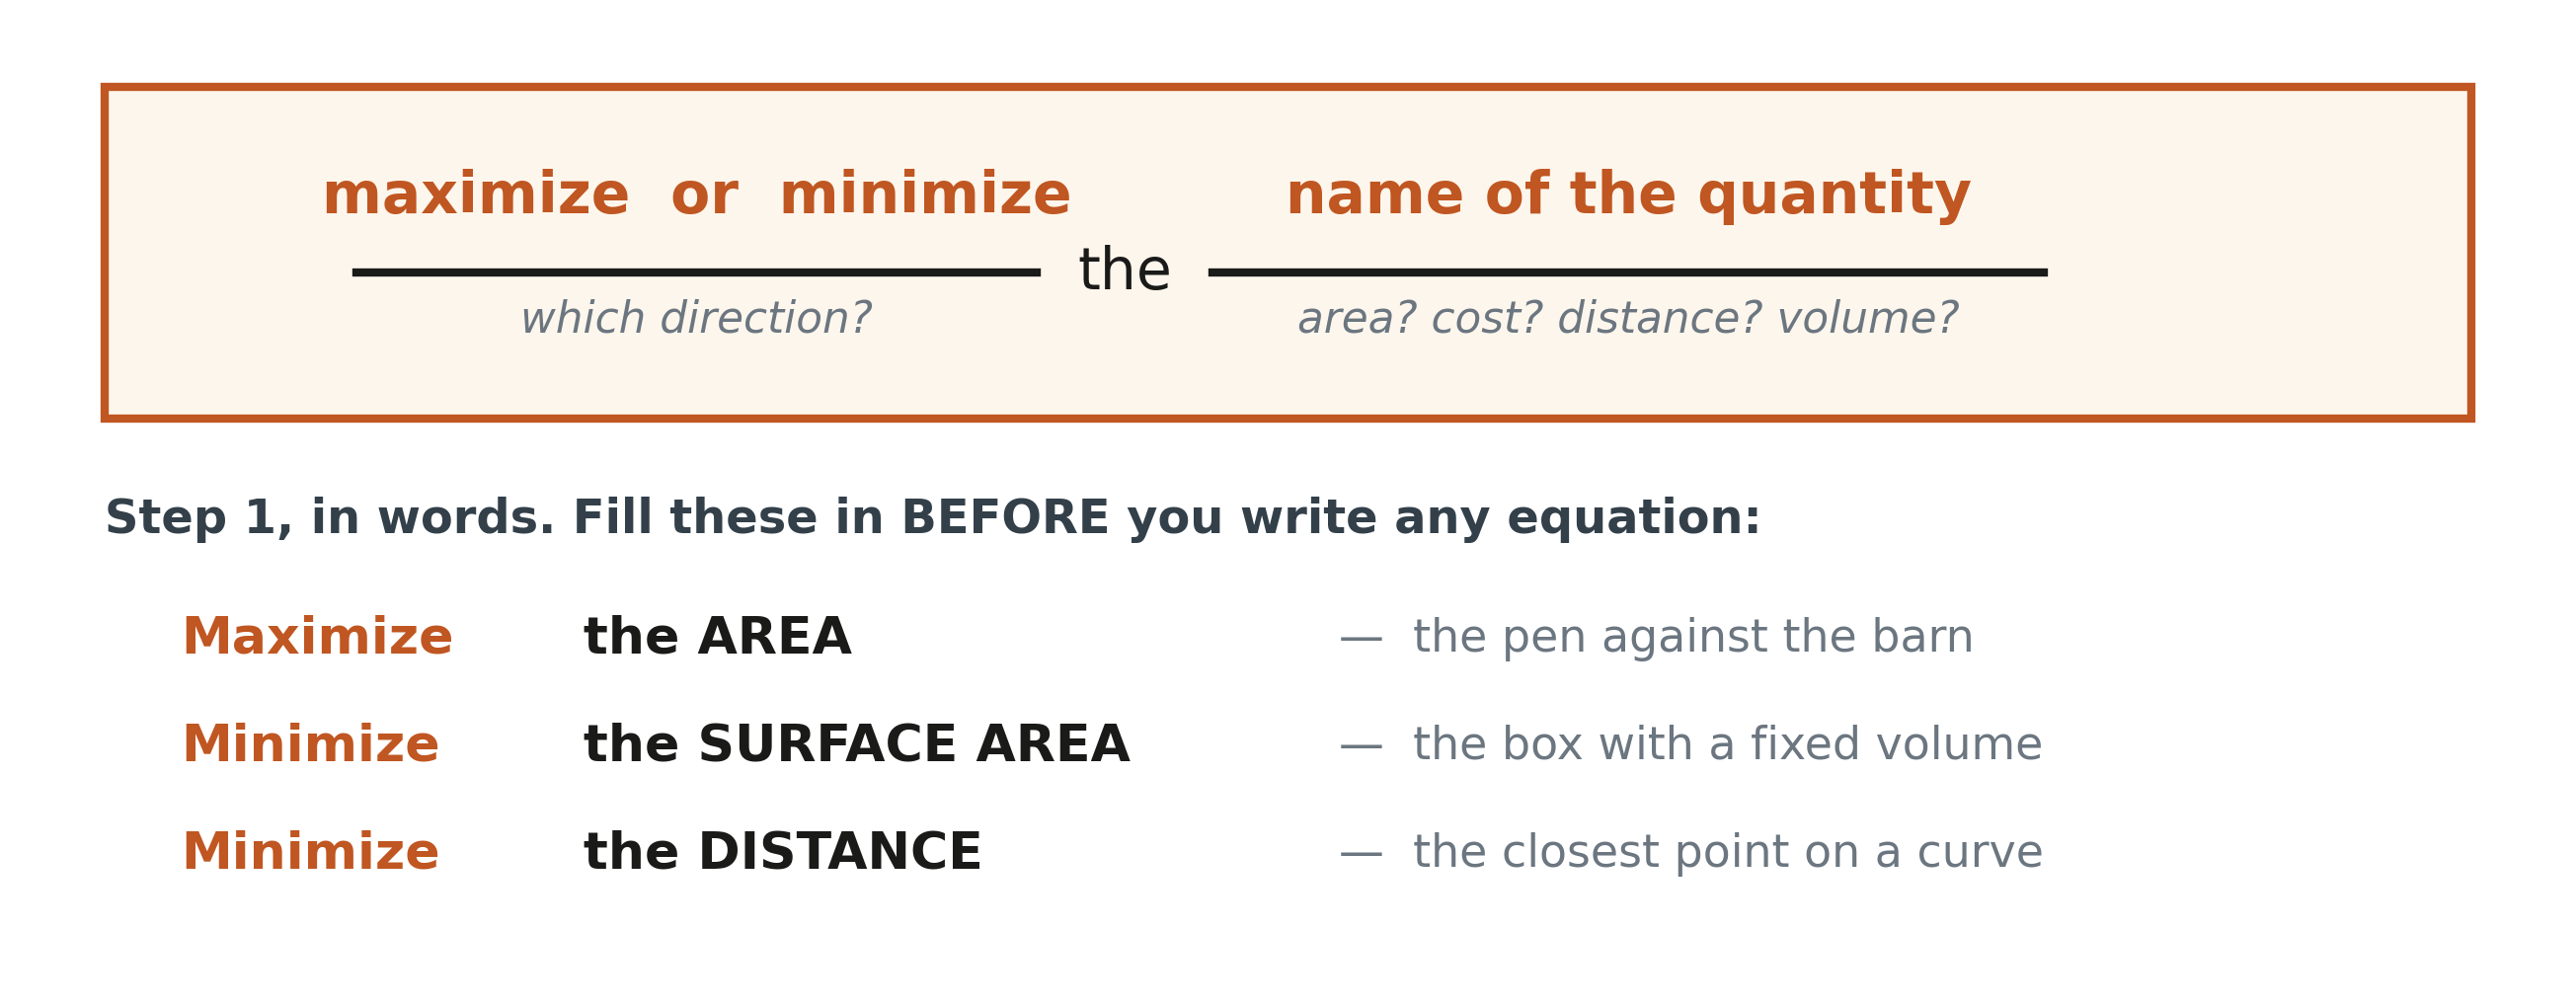 maximize or minimize name of the quantity
the
which direction? area? cost? distance? volume?
Step 1, in words. Fill these in BEFORE you write any equation:
Maximize the AREA — the pen against the barn
Minimize the SURFACE AREA — the box with a fixed volume
Minimize the DISTANCE — the closest point on a curve